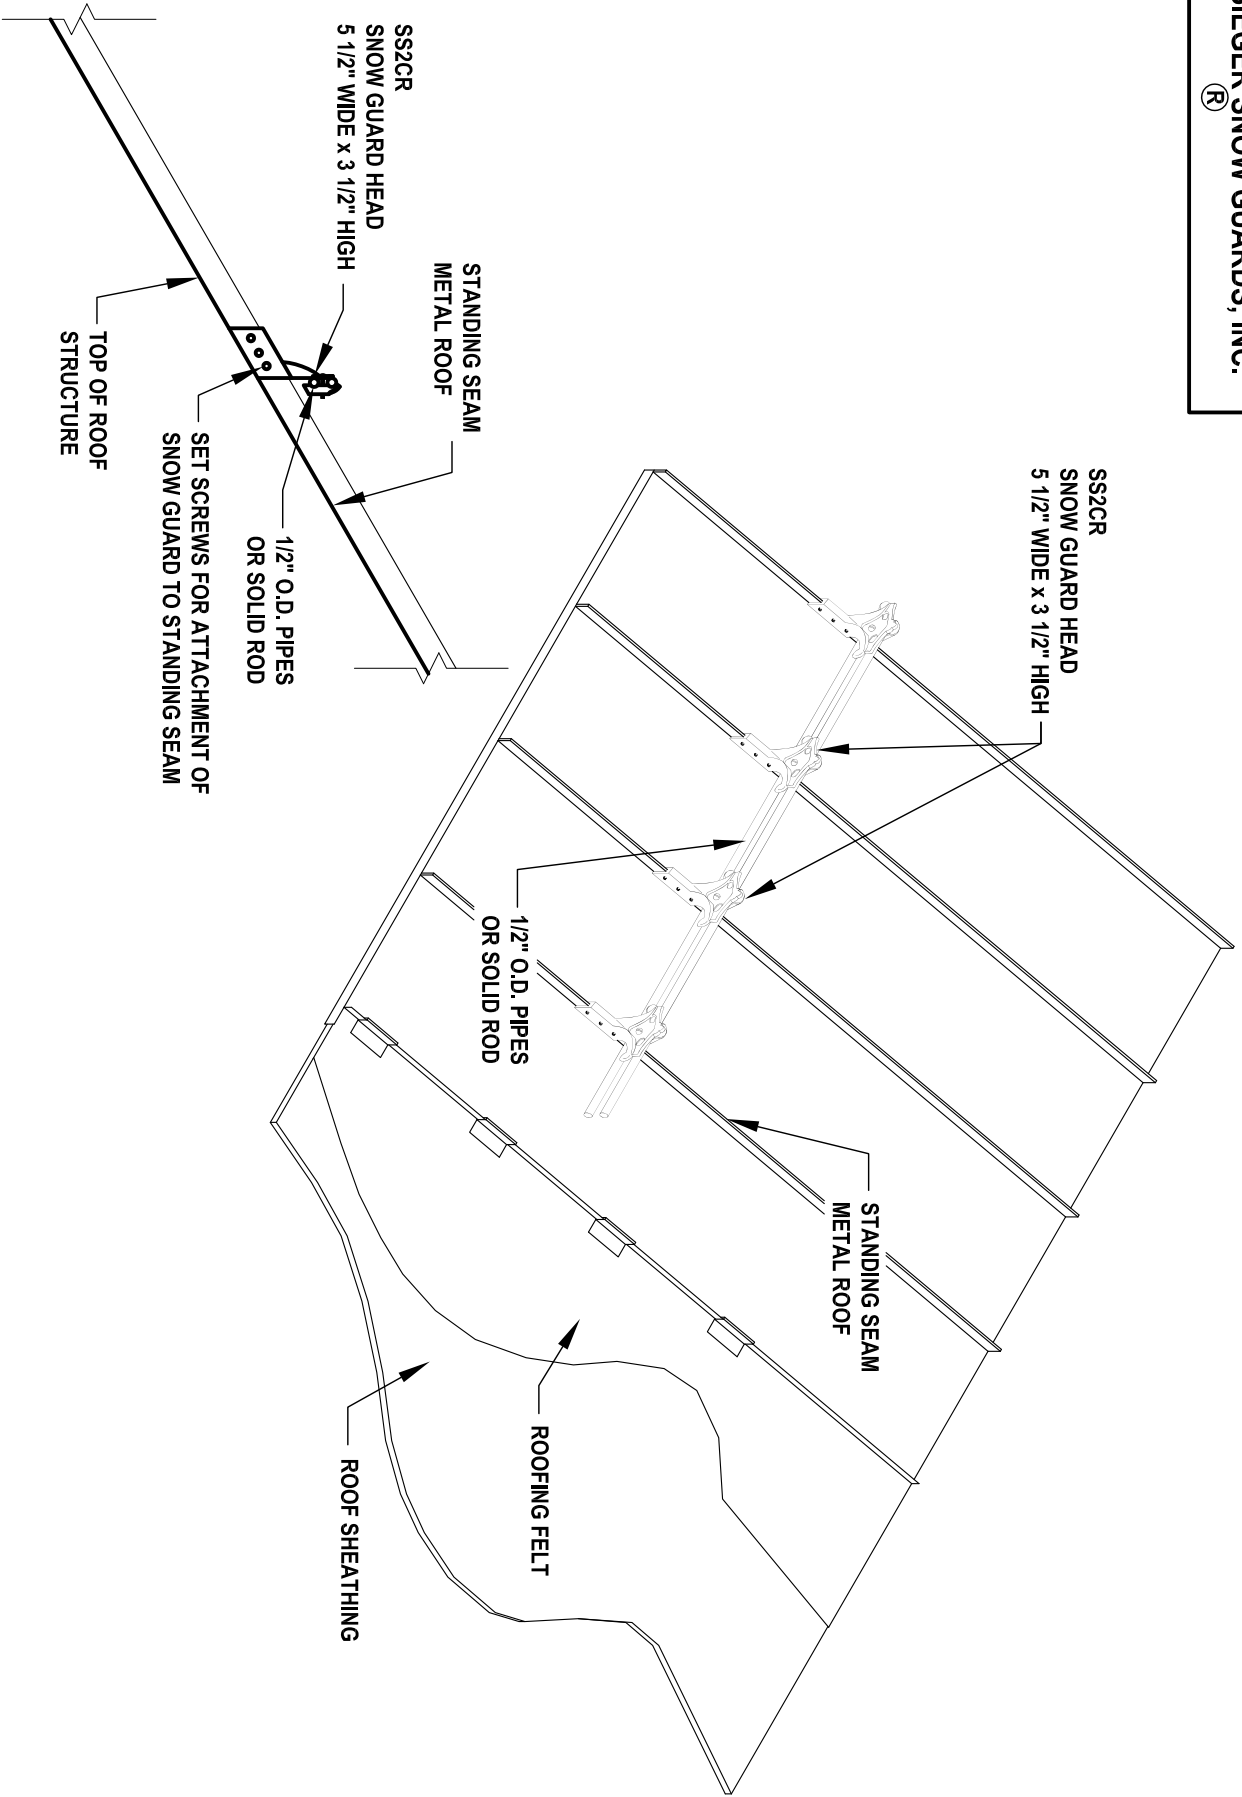 SNOW GUARDS, INC.
®
SS2CR
SNOW GUARD HEAD
5 1/2" WIDE x 3 1/2" HIGH
1/2" O.D. PIPES
OR SOLID ROD
STANDING SEAM
METAL ROOF
ROOFING FELT
ROOF SHEATHING
STANDING SEAM
METAL ROOF
SS2CR
SNOW GUARD HEAD
5 1/2" WIDE x 3 1/2" HIGH
1/2" O.D. PIPES
OR SOLID ROD
SET SCREWS FOR ATTACHMENT OF
SNOW GUARD TO STANDING SEAM
TOP OF ROOF
STRUCTURE